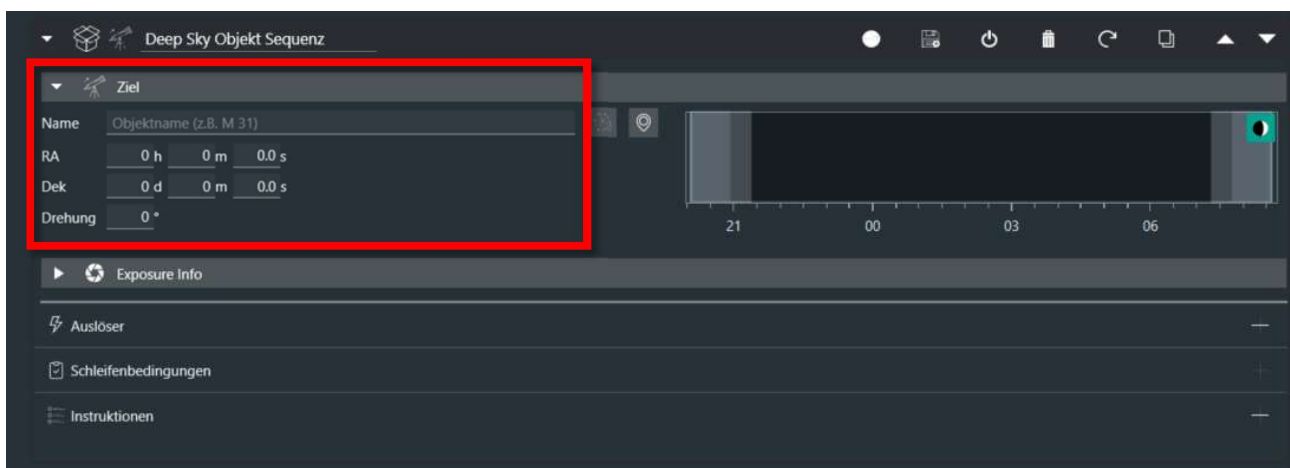 Deep Sky Objekt Sequenz
Ziel
Name Objektname (z.B. M 31)
RA 0 h 0 m 0.0 s
Dek 0 d 0 m 0.0 s
Drehung 0 °
21 00 03 06
Exposure Info
Auslöser
Schleifenbedingungen
Instruktionen